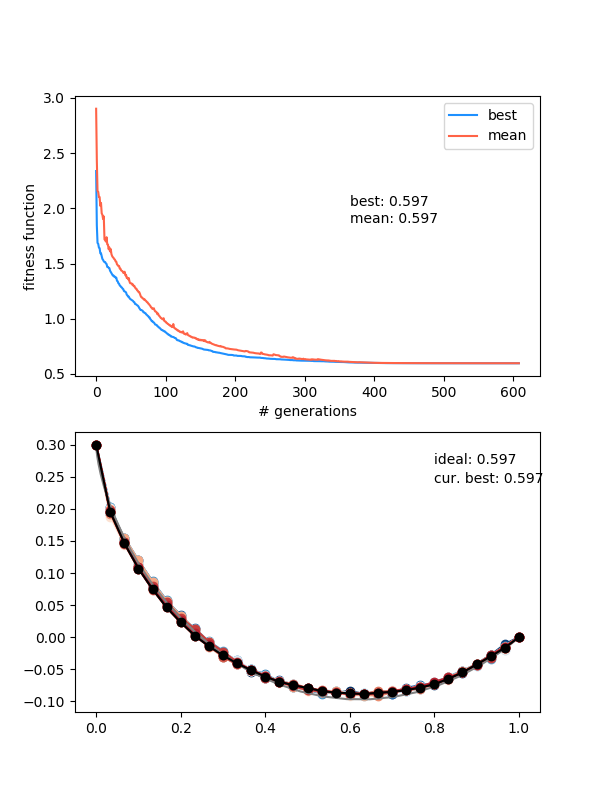 3.0
2.5
2.0
1.5
1.0
0.5
fitness function
best
mean
best: 0.597
mean: 0.597
0 100 200 300 400 500 600
# generations
0.30
0.25
0.20
0.15
0.10
0.05
0.00
−0.05
−0.10
ideal: 0.597
cur. best: 0.597
0.0 0.2 0.4 0.6 0.8 1.0